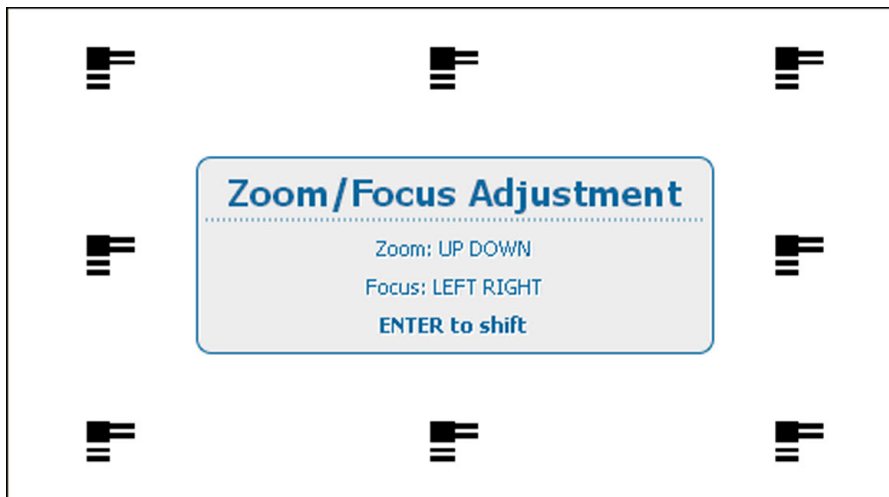 Zoom/Focus Adjustment
Zoom: UP DOWN
Focus: LEFT RIGHT
ENTER to shift